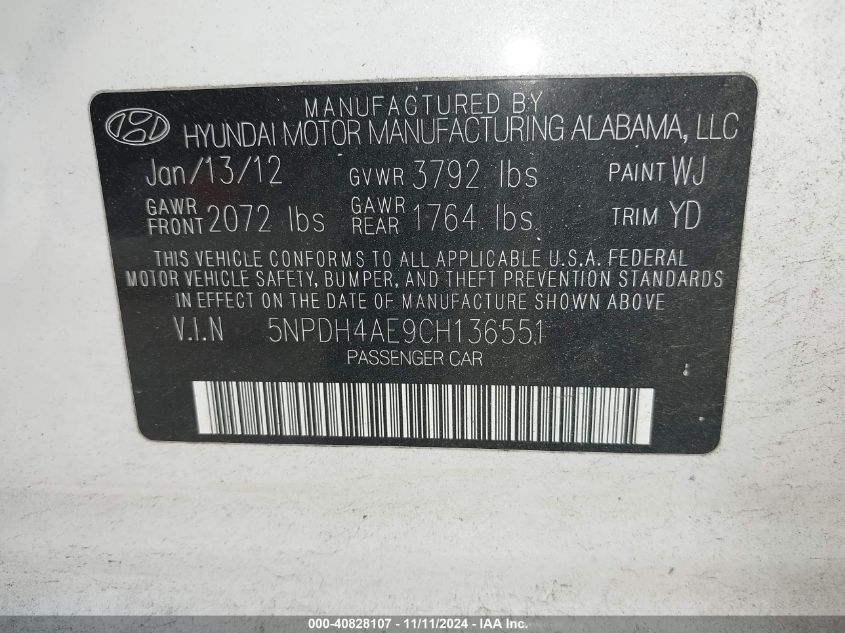 MANUFACTURED BY
HYUNDAI MOTOR MANUFACTURING ALABAMA, LLC
Jan/13/12 GVWR 3792 lbs PAINT WJ
GAWR FRONT 2072 lbs GAWR REAR 1764 lbs. TRIM YD
THIS VEHICLE CONFORMS TO ALL APPLICABLE U.S.A. FEDERAL
MOTOR VEHICLE SAFETY, BUMPER, AND THEFT PREVENTION STANDARDS
IN EFFECT ON THE DATE OF MANUFACTURE SHOWN ABOVE
V.I.N 5NPDH4AE9CH136551
PASSENGER CAR
000-40828107 - 11/11/2024 - IAA Inc.